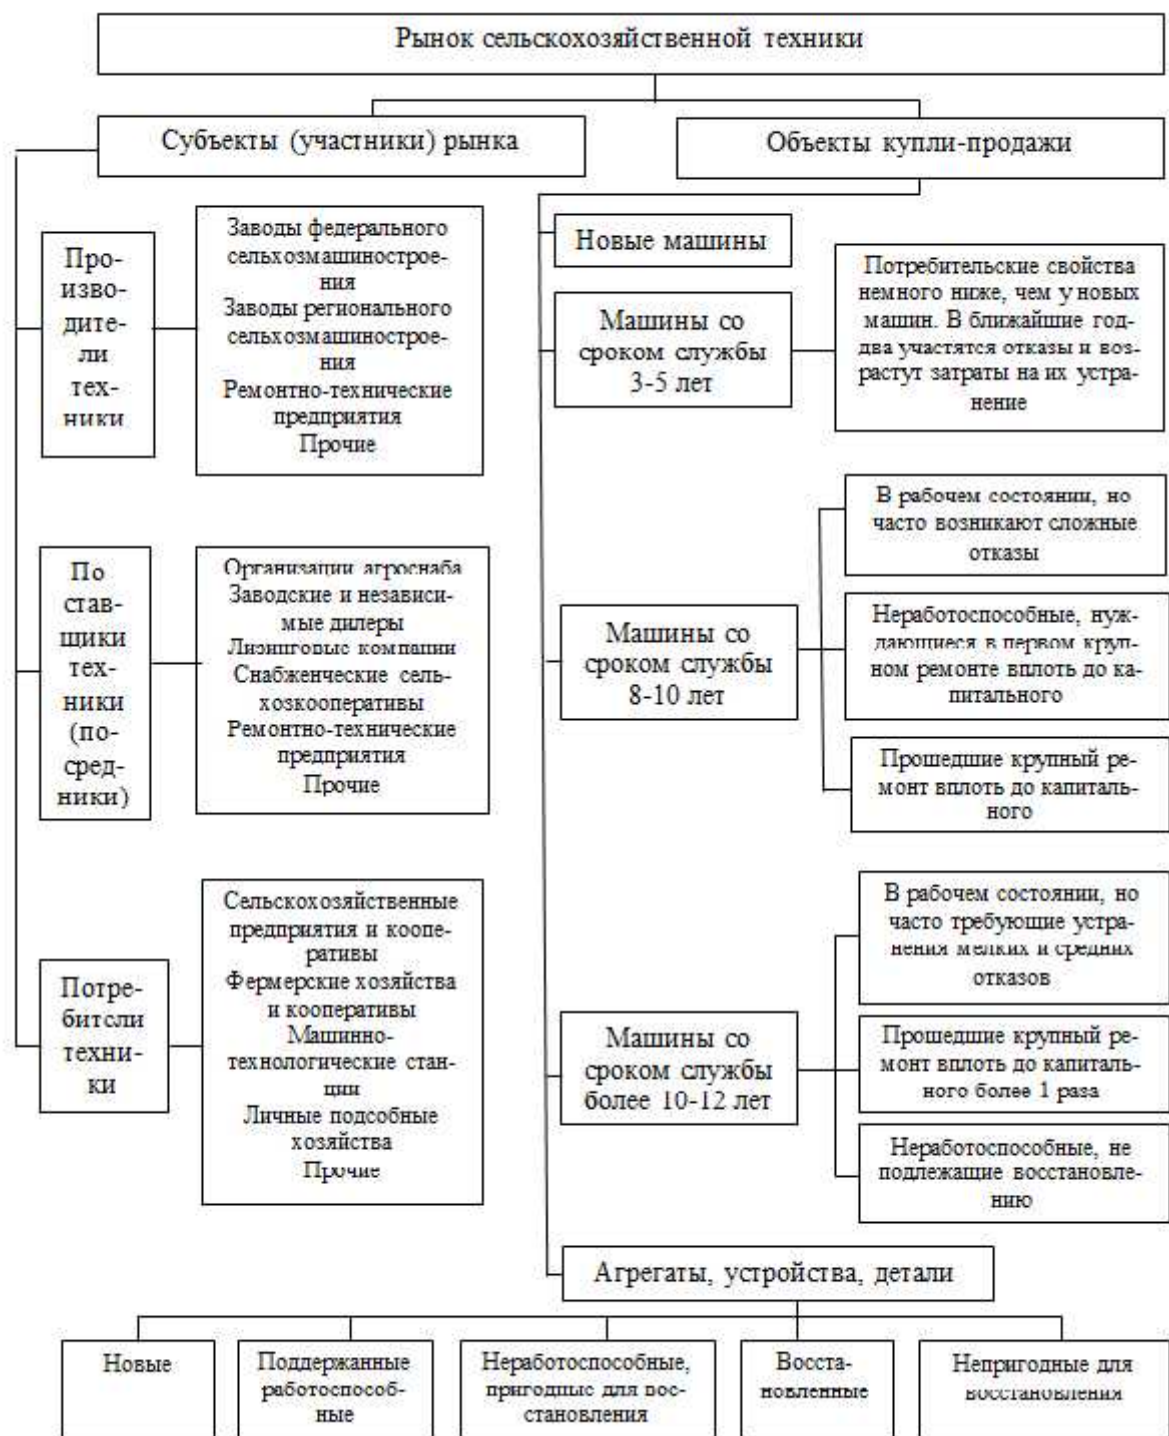 Рынок сельскохозяйственной техники
Субъекты (участники) рынка
Объекты купли-продажи
Про-
изво-
дите-
ли
тех-
ники
Заводы федерального
сельхозмашинострое-
ния
Заводы регионального
сельхозмашинострое-
ния
Ремонтно-технические
предприятия
Прочие
По
став-
щики
тех-
ники
(по-
сред-
ники)
Организации агроснаба
Заводские и независи-
мые дилеры
Лизинговые компании
Снабженческие сель-
хозкооперативы
Ремонтно-технические
предприятия
Прочие
Потре-
бители
техни-
ки
Сельскохозяйственные
предприятия и коопе-
ративы
Фермерские хозяйства
и кооперативы
Машинно-
технологические стан-
ции
Личные подсобные
хозяйства
Прочие
Новые машины
Машины со
сроком службы
3-5 лет
Потребительские свойства
немного ниже, чем у новых
машин. В ближайшие год-
два участятся отказы и воз-
растут затраты на их устра-
нение
Машины со
сроком службы
8-10 лет
В рабочем состоянии, но
часто возникают сложные
отказы
Неработоспособные, нуж-
дающиеся в первом круп-
ном ремонте вплоть до ка-
питального
Прошедшие крупный ре-
монт вплоть до капиталь-
ного
Машины со
сроком службы
более 10-12 лет
В рабочем состоянии, но
часто требующие устра-
нения мелких и средних
отказов
Прошедшие крупный ре-
монт вплоть до капиталь-
ного более 1 раза
Неработоспособные, не
подлежащие восстановле-
нию
Агрегаты, устройства, детали
Новые
Поддержанные
работоспособ-
ные
Неработоспособные,
пригодные для вос-
становления
Восста-
новленные
Непригодные для
восстановления